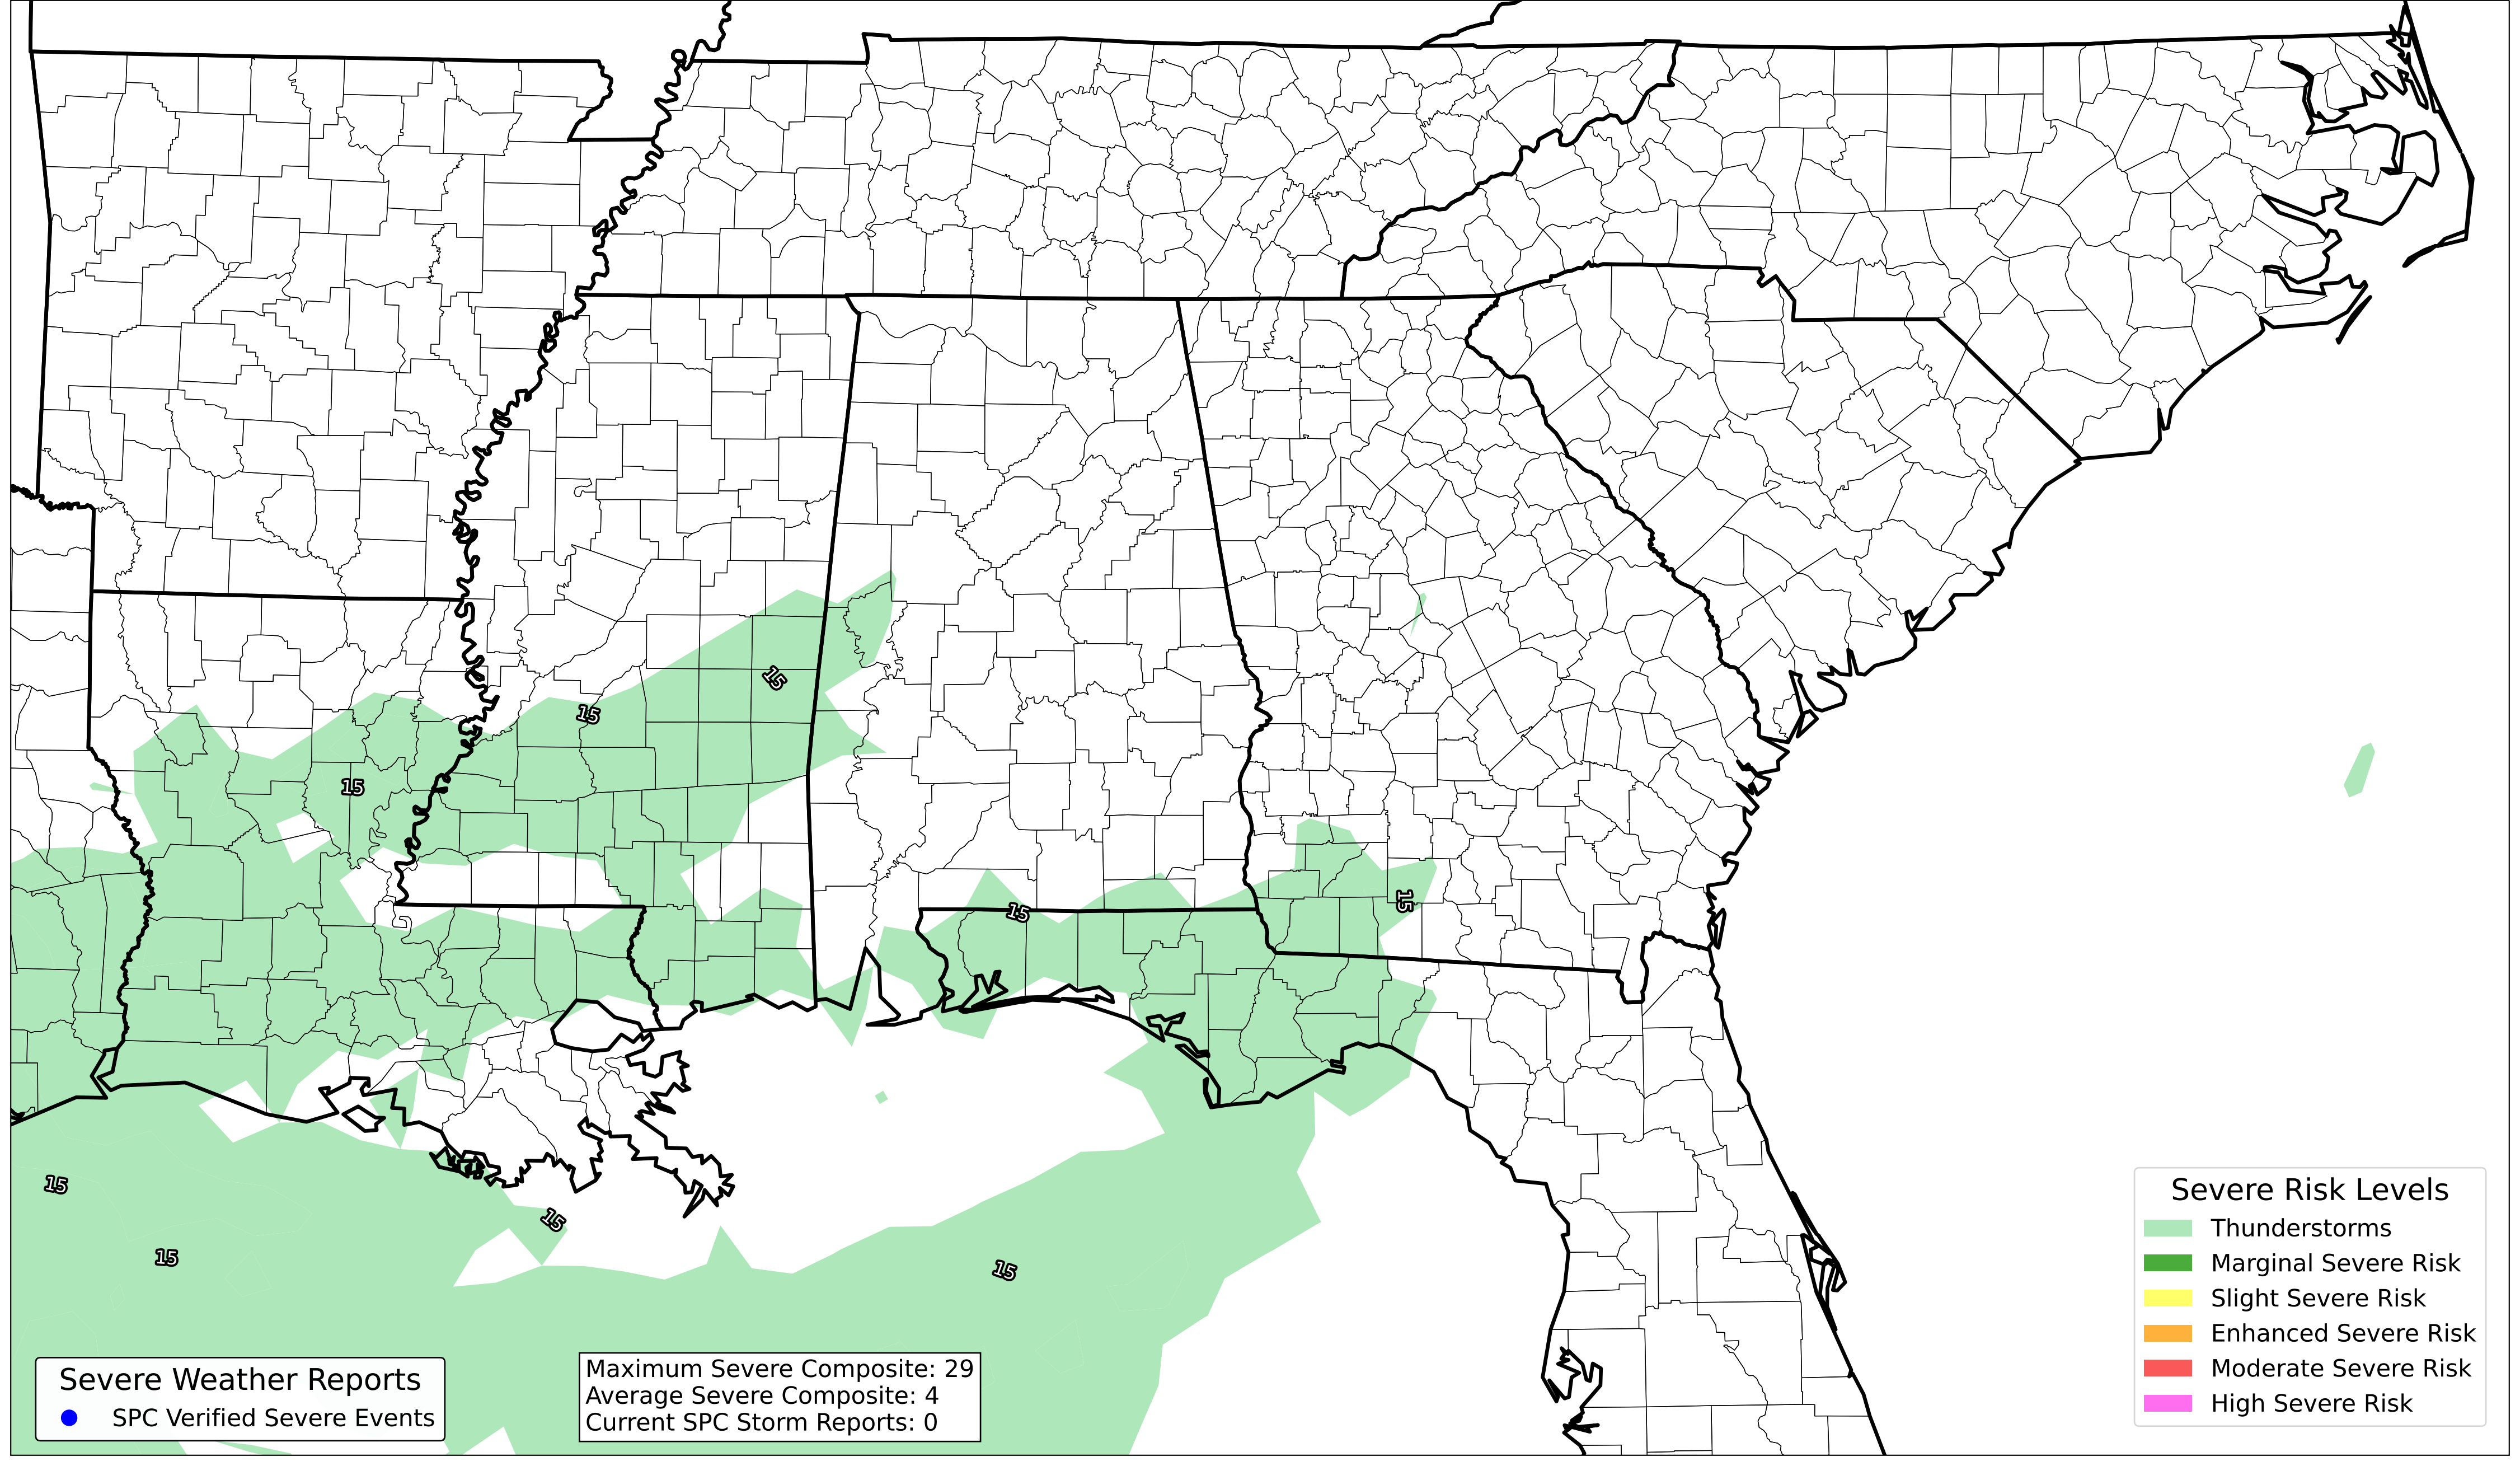 15
15
15
15
15
15
15
15
15
Severe Risk Levels
Thunderstorms
Marginal Severe Risk
Slight Severe Risk
Enhanced Severe Risk
Moderate Severe Risk
High Severe Risk
Severe Weather Reports
SPC Verified Severe Events
Maximum Severe Composite: 29
Average Severe Composite: 4
Current SPC Storm Reports: 0